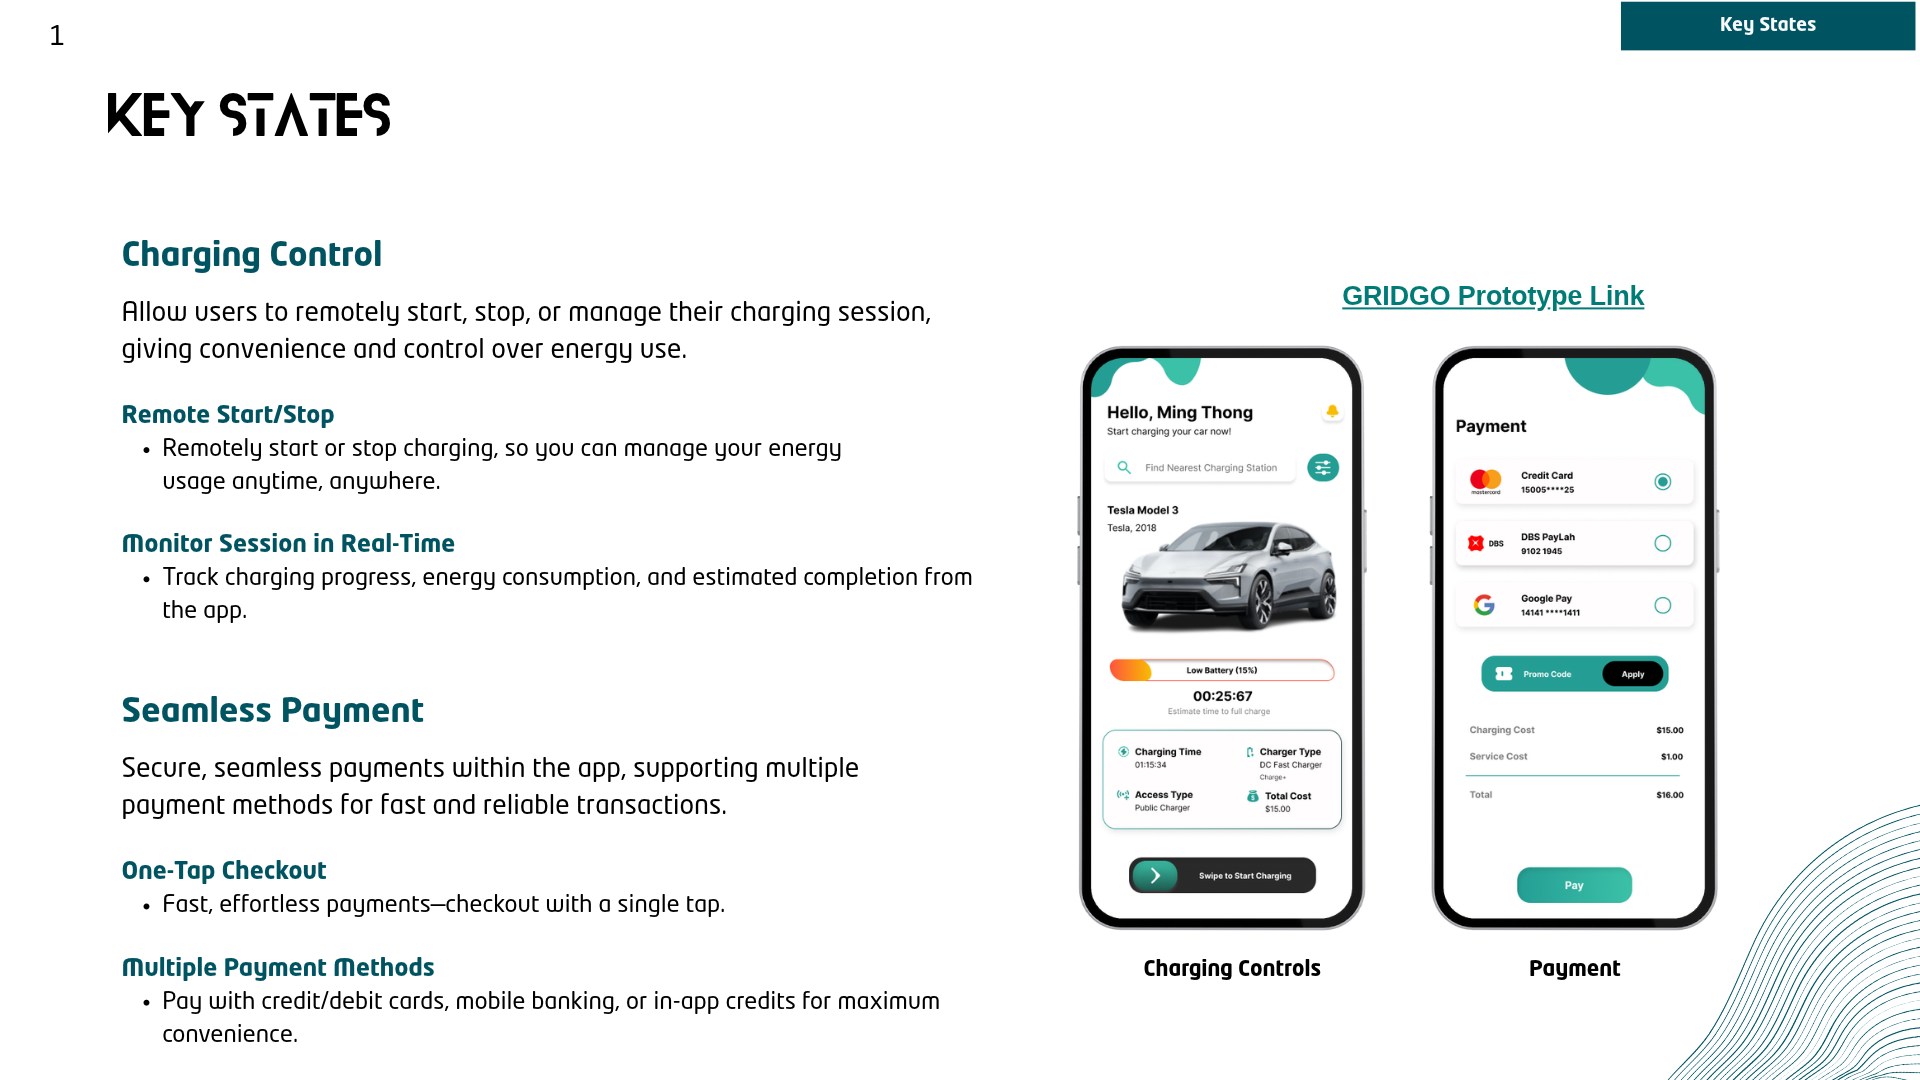 1
Key States
KEY STATES
Charging Control
Allow users to remotely start, stop, or manage their charging session,
giving convenience and control over energy use.
Remote Start/Stop
• Remotely start or stop charging, so you can manage your energy
usage anytime, anywhere.
Monitor Session in Real-Time
• Track charging progress, energy consumption, and estimated completion from
the app.
Seamless Payment
Secure, seamless payments within the app, supporting multiple
payment methods for fast and reliable transactions.
One-Tap Checkout
• Fast, effortless payments—checkout with a single tap.
Multiple Payment Methods
• Pay with credit/debit cards, mobile banking, or in-app credits for maximum
convenience.
GRIDGO Prototype Link
Hello, Ming Thong
Start charging your car now!
Find Nearest Charging Station
Tesla Model 3
Tesla, 2018
Low Battery (15%)
00:25:67
Estimate time to full charge
Charging Time
01:15:34
Charger Type
DC Fast Charger
Charge+
Access Type
Public Charger
Total Cost
$15.00
Swipe to Start Charging
Charging Controls
Payment
mastercard
Credit Card
15005****25
DBS
DBS PayLah
9102 1945
Google Pay
14141 ****1411
Promo Code
Apply
Charging Cost $15.00
Service Cost $1.00
Total $16.00
Pay
Payment